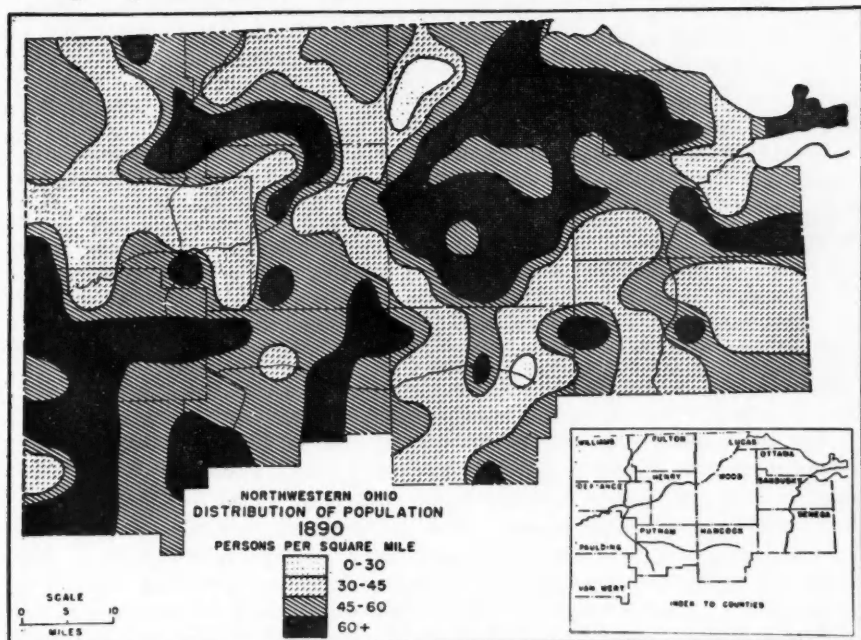 NORTHWESTERN OHIO
DISTRIBUTION OF POPULATION
1890
PERSONS PER SQUARE MILE
0-30
30-45
45-60
60+
SCALE
0 5 10
MILES
WILLIAMS
FULTON
LUCAS
OTTAWA
HENRY
WOOD
SANDUSKY
DEFIANCE
SENECA
PUTNAM
HANCOCK
PAULDING
VAN WERT
INDEX TO COUNTIES